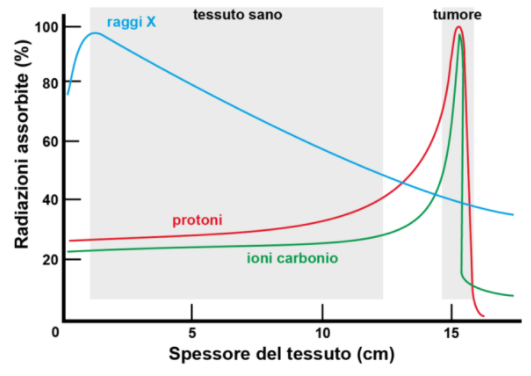 tessuto sano
tumore
raggi X
100
80
60
40
20
0
Radiazioni assorbite (%)
protoni
ioni carbonio
5
10
15
Spessore del tessuto (cm)